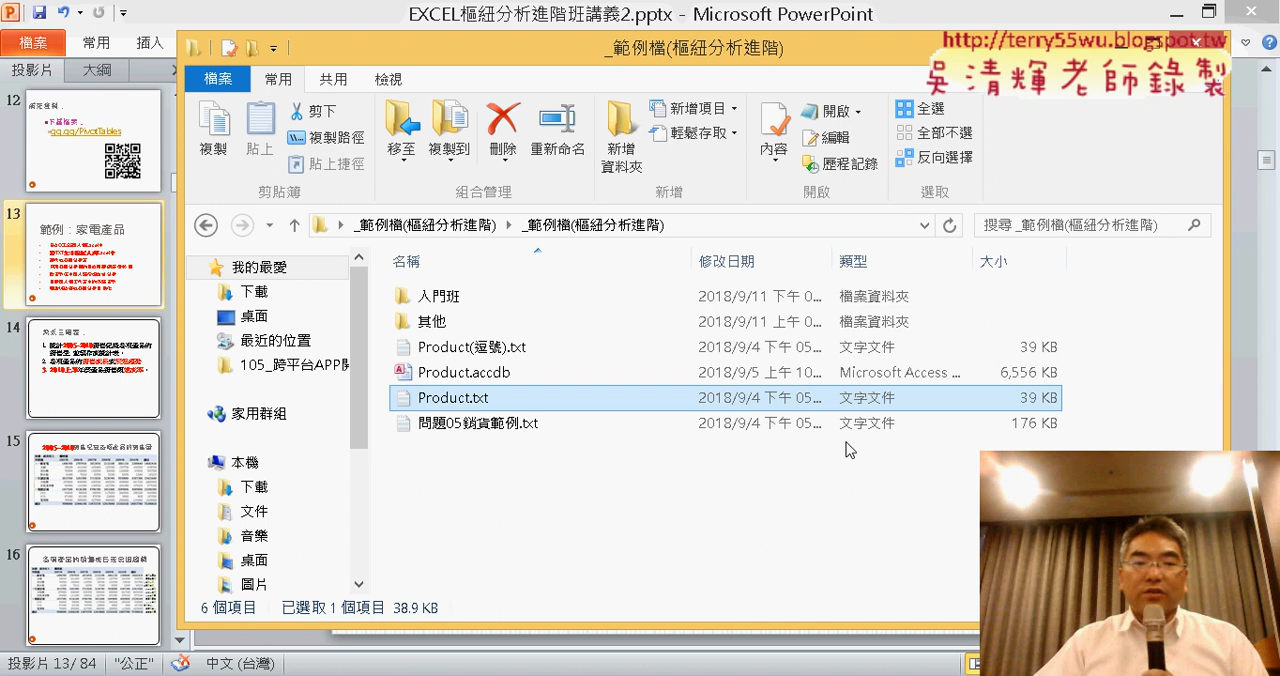 EXCEL樞紐分析進階班講義2.pptx - Microsoft PowerPoint
檔案 常用 插入
投影片 大綱
http://terry55wu.blogspot.tw
吳清輝老師錄製
_範例檔(樞紐分析進階)
檔案 常用 共用 檢視
複製 貼上 剪下 複製路徑 貼上捷徑
移至 複製到 刪除 重新命名
新增資料夾 新增項目 輕鬆存取
內容 開啟 編輯 歷程記錄
全選 全部不選 反向選擇
剪貼簿 組合管理 新增 開啟 選取
_範例檔(樞紐分析進階) _範例檔(樞紐分析進階)
搜尋 _範例檔(樞紐分析進階)
名稱 修改日期 類型 大小
入門班 2018/9/11 下午 0... 檔案資料夾
其他 2018/9/11 上午 0... 檔案資料夾
Product(逗號).txt 2018/9/4 下午 05... 文字文件 39 KB
Product.accdb 2018/9/5 上午 10... Microsoft Access ... 6,556 KB
Product.txt 2018/9/4 下午 05... 文字文件 39 KB
問題05銷貨範例.txt 2018/9/4 下午 05... 文字文件 176 KB
我的最愛
下載
桌面
最近的位置
105_跨平台APP開
家用群組
本機
下載
文件
音樂
桌面
圖片
6 個項目 已選取 1 個項目 38.9 KB
12
下載檔案：
gg.gg/PivotTables
13
範例：家電產品
14
15
16
投影片 13/ 84 "公正" 中文 (台灣)